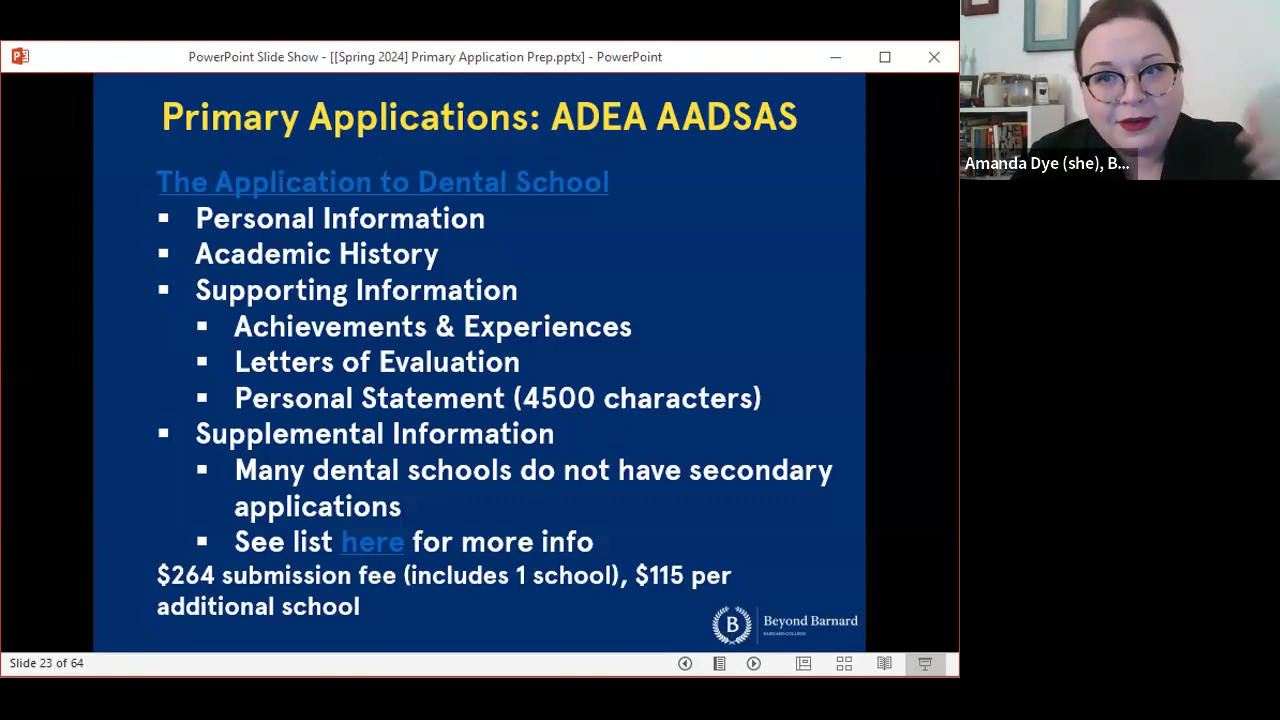 PowerPoint Slide Show - [[Spring 2024] Primary Application Prep.pptx] - PowerPoint
Primary Applications: ADEA AADSAS
The Application to Dental School
▪ Personal Information
▪ Academic History
▪ Supporting Information
▪ Achievements & Experiences
▪ Letters of Evaluation
▪ Personal Statement (4500 characters)
▪ Supplemental Information
▪ Many dental schools do not have secondary
applications
▪ See list here for more info
$264 submission fee (includes 1 school), $115 per
additional school
B
Beyond Barnard
BARNARD COLLEGE
Slide 23 of 64
Amanda Dye (she), B...